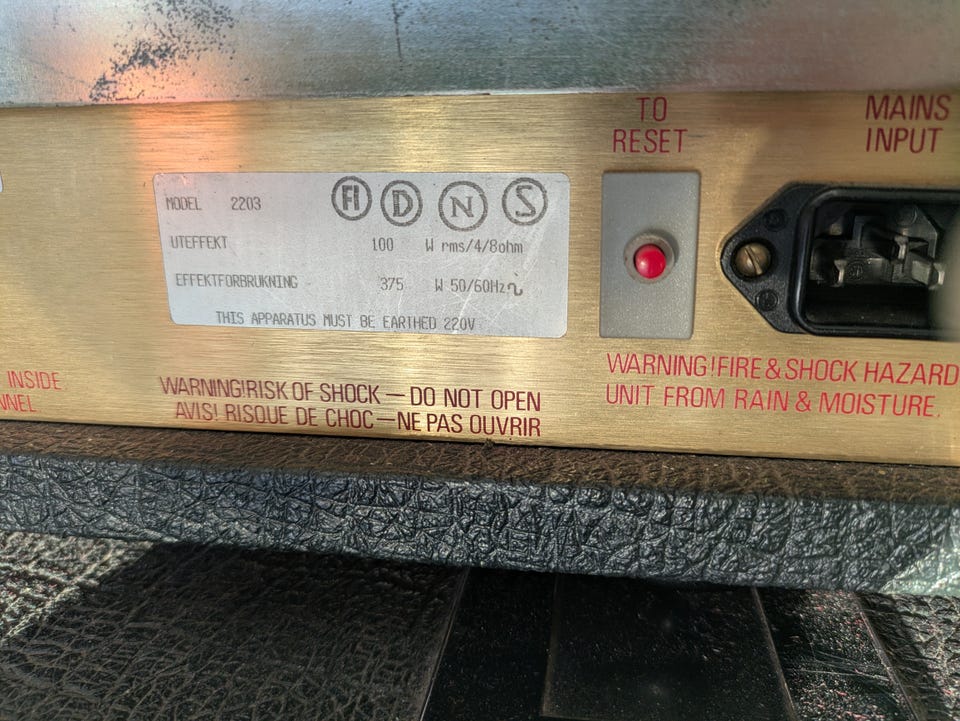 TO
RESET
MAINS
INPUT
MODEL 2203 FI D N S
UTEFFEKT 100 W rms/4/8ohm
EFFEKTFORBRUKNING 375 W 50/60Hz~
THIS APPARATUS MUST BE EARTHED 220V
WARNING!FIRE & SHOCK HAZARD
UNIT FROM RAIN & MOISTURE.
INSIDE
NNEL
WARNING!RISK OF SHOCK — DO NOT OPEN
AVIS! RISQUE DE CHOC — NE PAS OUVRIR